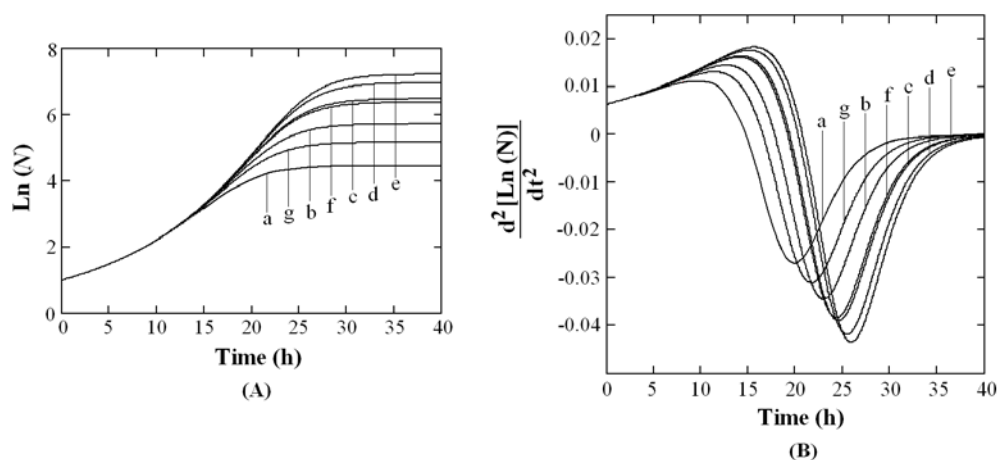 8
6
4
2
0
Ln (N)
a g b f c d e
0 5 10 15 20 25 30 35 40
Time (h)
(A)
0.02
0.01
0
-0.01
-0.02
-0.03
-0.04
d² [Ln (N)]
dt²
a g b f c d e
0 5 10 15 20 25 30 35 40
Time (h)
(B)